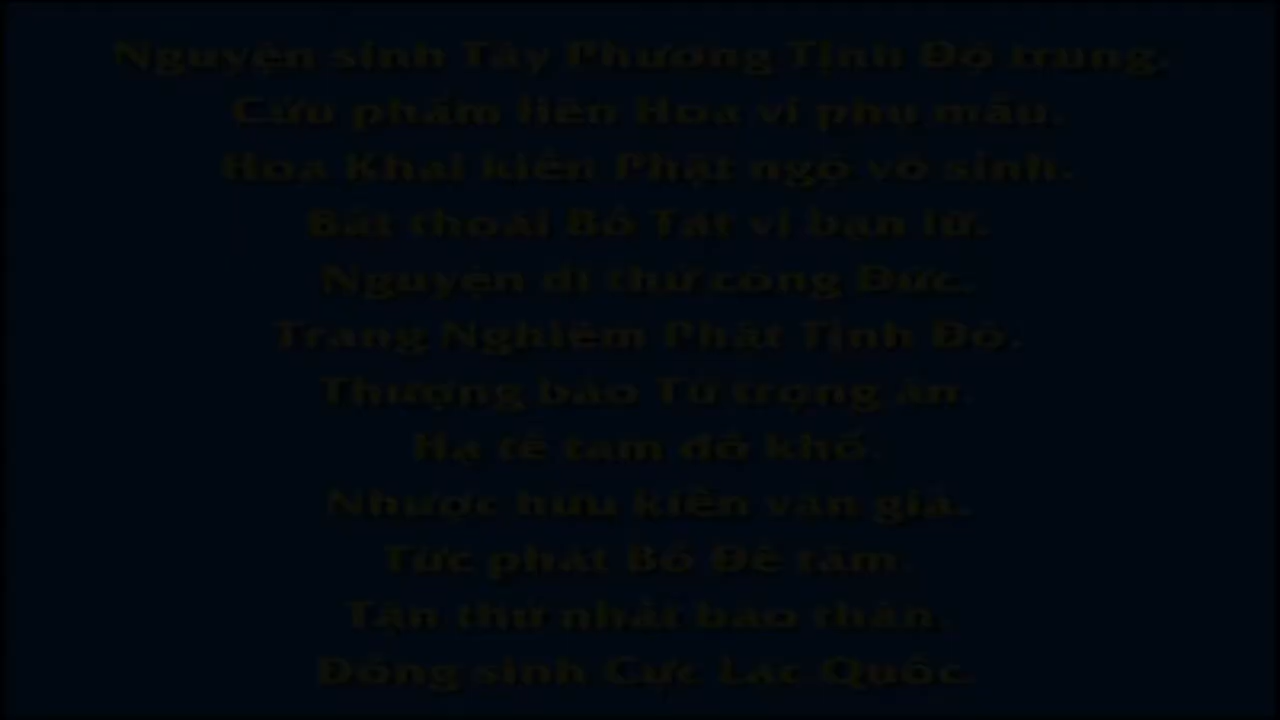 Nguyện sinh Tây Phương Tịnh Độ trung.
Cửu phẩm liên Hoa vi phụ mẫu.
Hoa Khai kiến Phật ngộ vô sinh.
Bất thoái Bồ Tát vi bạn lữ.
Nguyện dĩ thử công Đức.
Trang Nghiêm Phật Tịnh Độ.
Thượng báo Tứ trọng ân.
Hạ tế tam đồ khổ.
Nhược hữu kiến văn giả.
Tức phát Bồ Đề tâm.
Tận thử nhất báo thân.
Đồng sinh Cực Lạc Quốc.